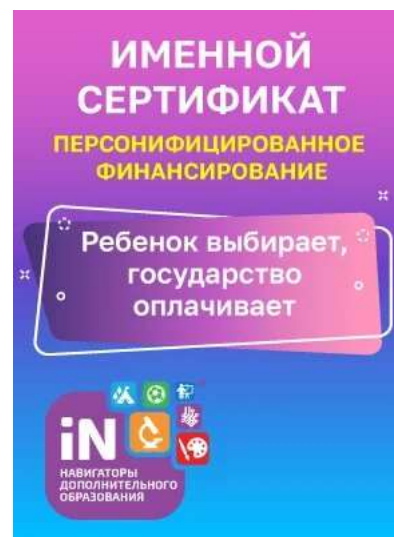 ИМЕННОЙ
СЕРТИФИКАТ
ПЕРСОНИФИЦИРОВАННОЕ
ФИНАНСИРОВАНИЕ
Ребенок выбирает,
государство
оплачивает
iN
НАВИГАТОРЫ
ДОПОЛНИТЕЛЬНОГО
ОБРАЗОВАНИЯ